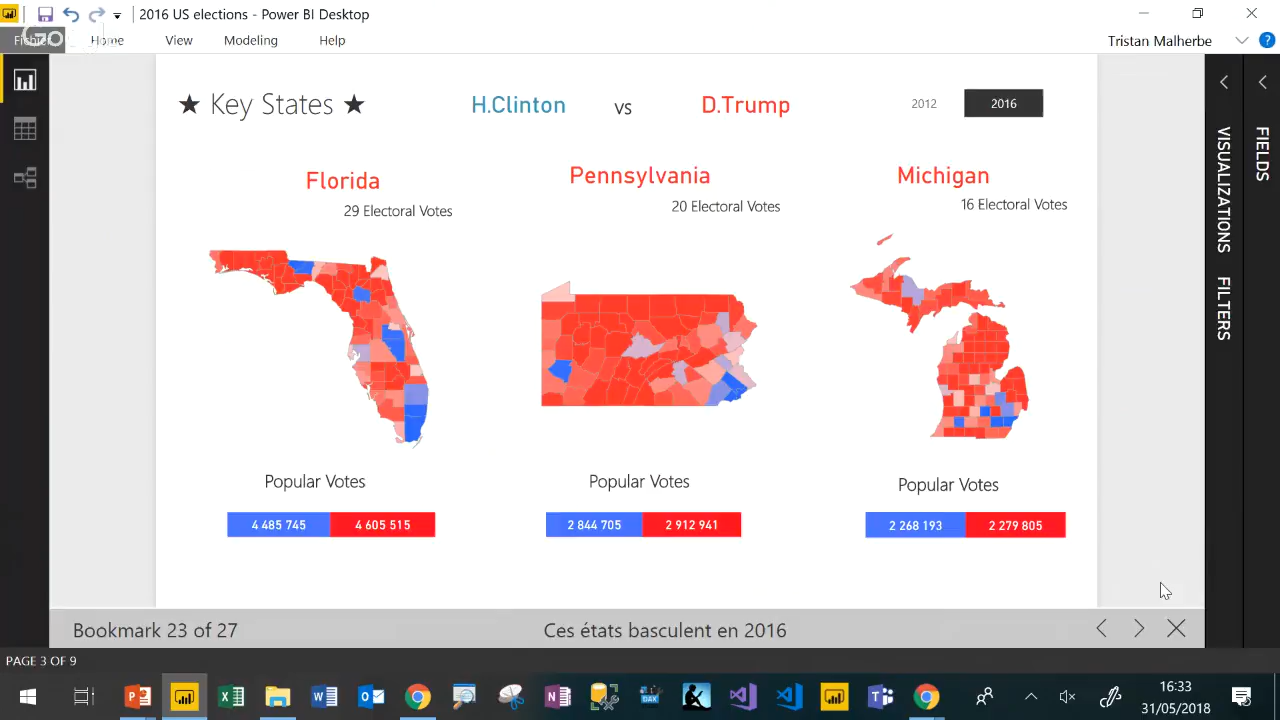 2016 US elections - Power BI Desktop
Home View Modeling Help Tristan Malherbe
Key States H.Clinton vs D.Trump 2012 2016
Florida Pennsylvania Michigan
29 Electoral Votes 20 Electoral Votes 16 Electoral Votes
Popular Votes Popular Votes Popular Votes
4 485 745 4 605 515 2 844 705 2 912 941 2 268 193 2 279 805
VISUALIZATIONS
FILTERS
FIELDS
Bookmark 23 of 27 Ces états basculent en 2016
PAGE 3 OF 9
16:33
31/05/2018